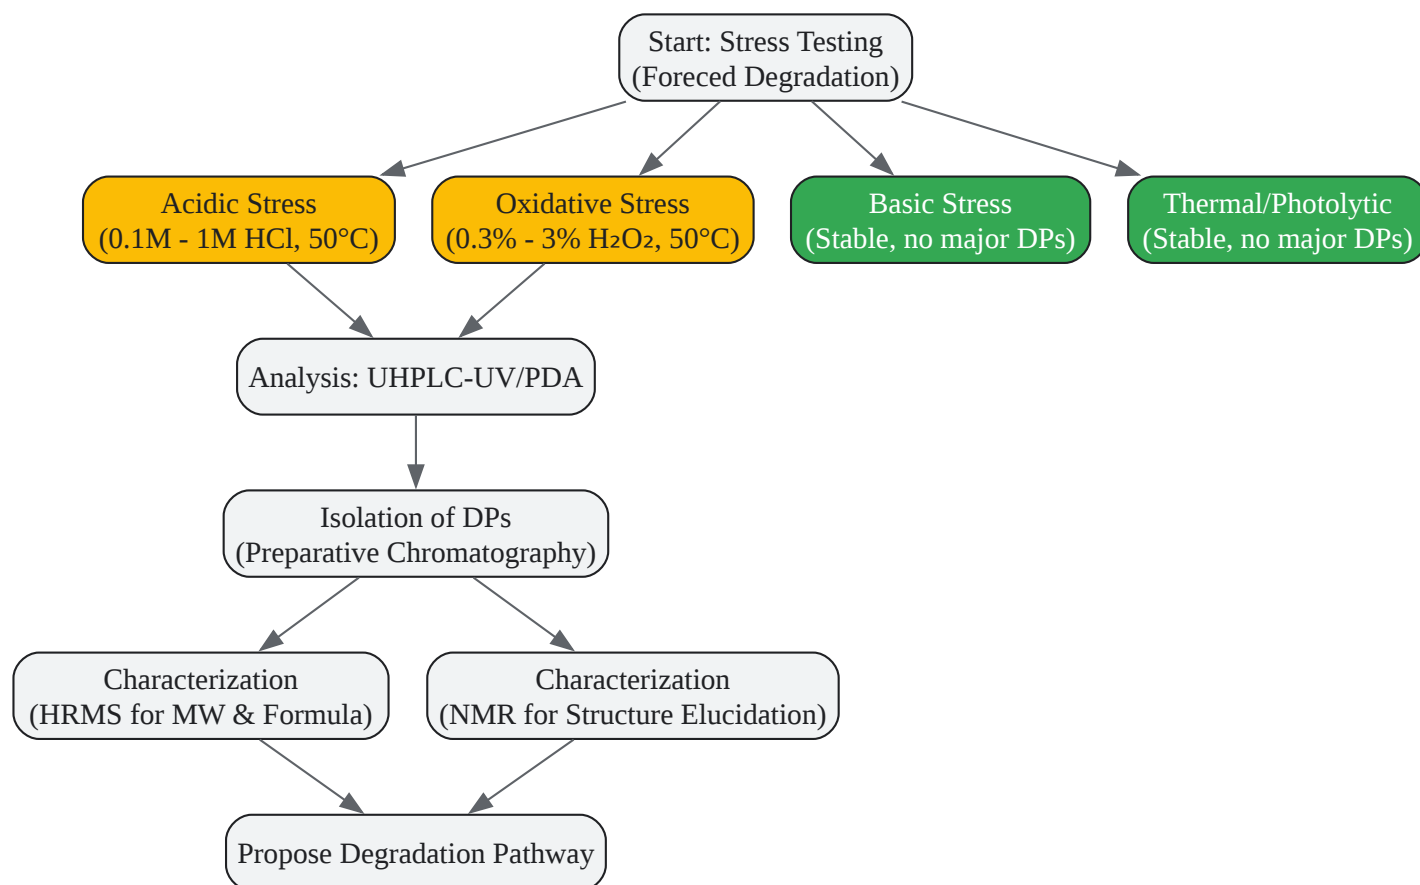 Start: Stress Testing
(Foreced Degradation)
Acidic Stress
(0.1M - 1M HCl, 50°C)
Oxidative Stress
(0.3% - 3% H₂O₂, 50°C)
Basic Stress
(Stable, no major DPs)
Thermal/Photolytic
(Stable, no major DPs)
Analysis: UHPLC-UV/PDA
Isolation of DPs
(Preparative Chromatography)
Characterization
(HRMS for MW & Formula)
Characterization
(NMR for Structure Elucidation)
Propose Degradation Pathway